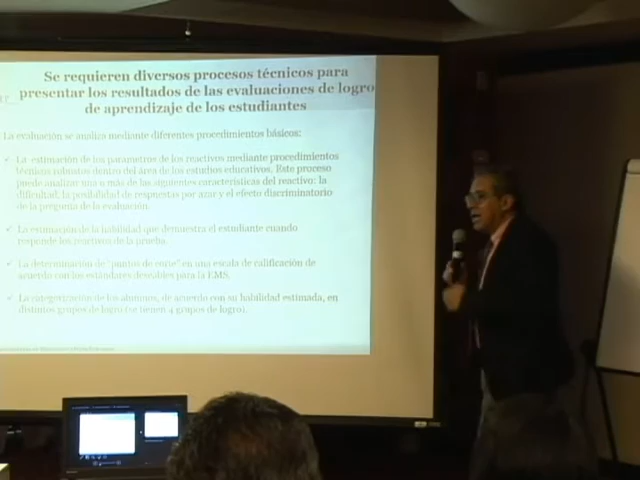 Se requieren diversos procesos técnicos para
presentar los resultados de las evaluaciones de logro
de aprendizaje de los estudiantes
La evaluación se analiza mediante diferentes procedimientos básicos:
✓ La estimación de los parámetros de los reactivos mediante procedimientos
técnicos robustos dentro del área de los estudios educativos. Este proceso
puede analizar una o más de las siguientes características del reactivo: la
dificultad, la posibilidad de respuestas por azar y el efecto discriminatorio
de la pregunta de la evaluación.
✓ La estimación de la habilidad que demuestra el estudiante cuando
responde los reactivos de la prueba.
✓ La determinación de "puntos de corte" en una escala de calificación de
acuerdo con los estándares deseables para la EMS.
✓ La categorización de los alumnos, de acuerdo con su habilidad estimada, en
distintos grupos de logro (se tienen 4 grupos de logro).